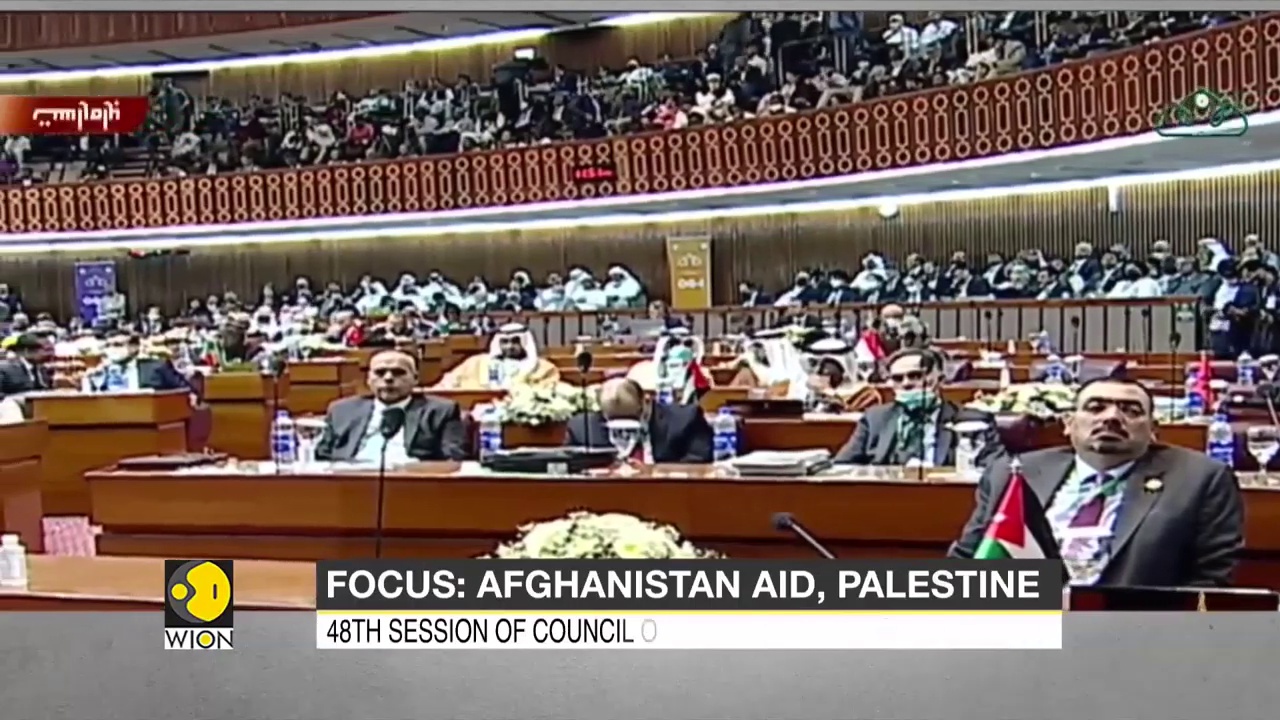 FOCUS: AFGHANISTAN AID, PALESTINE
48TH SESSION OF COUNCIL O
WION